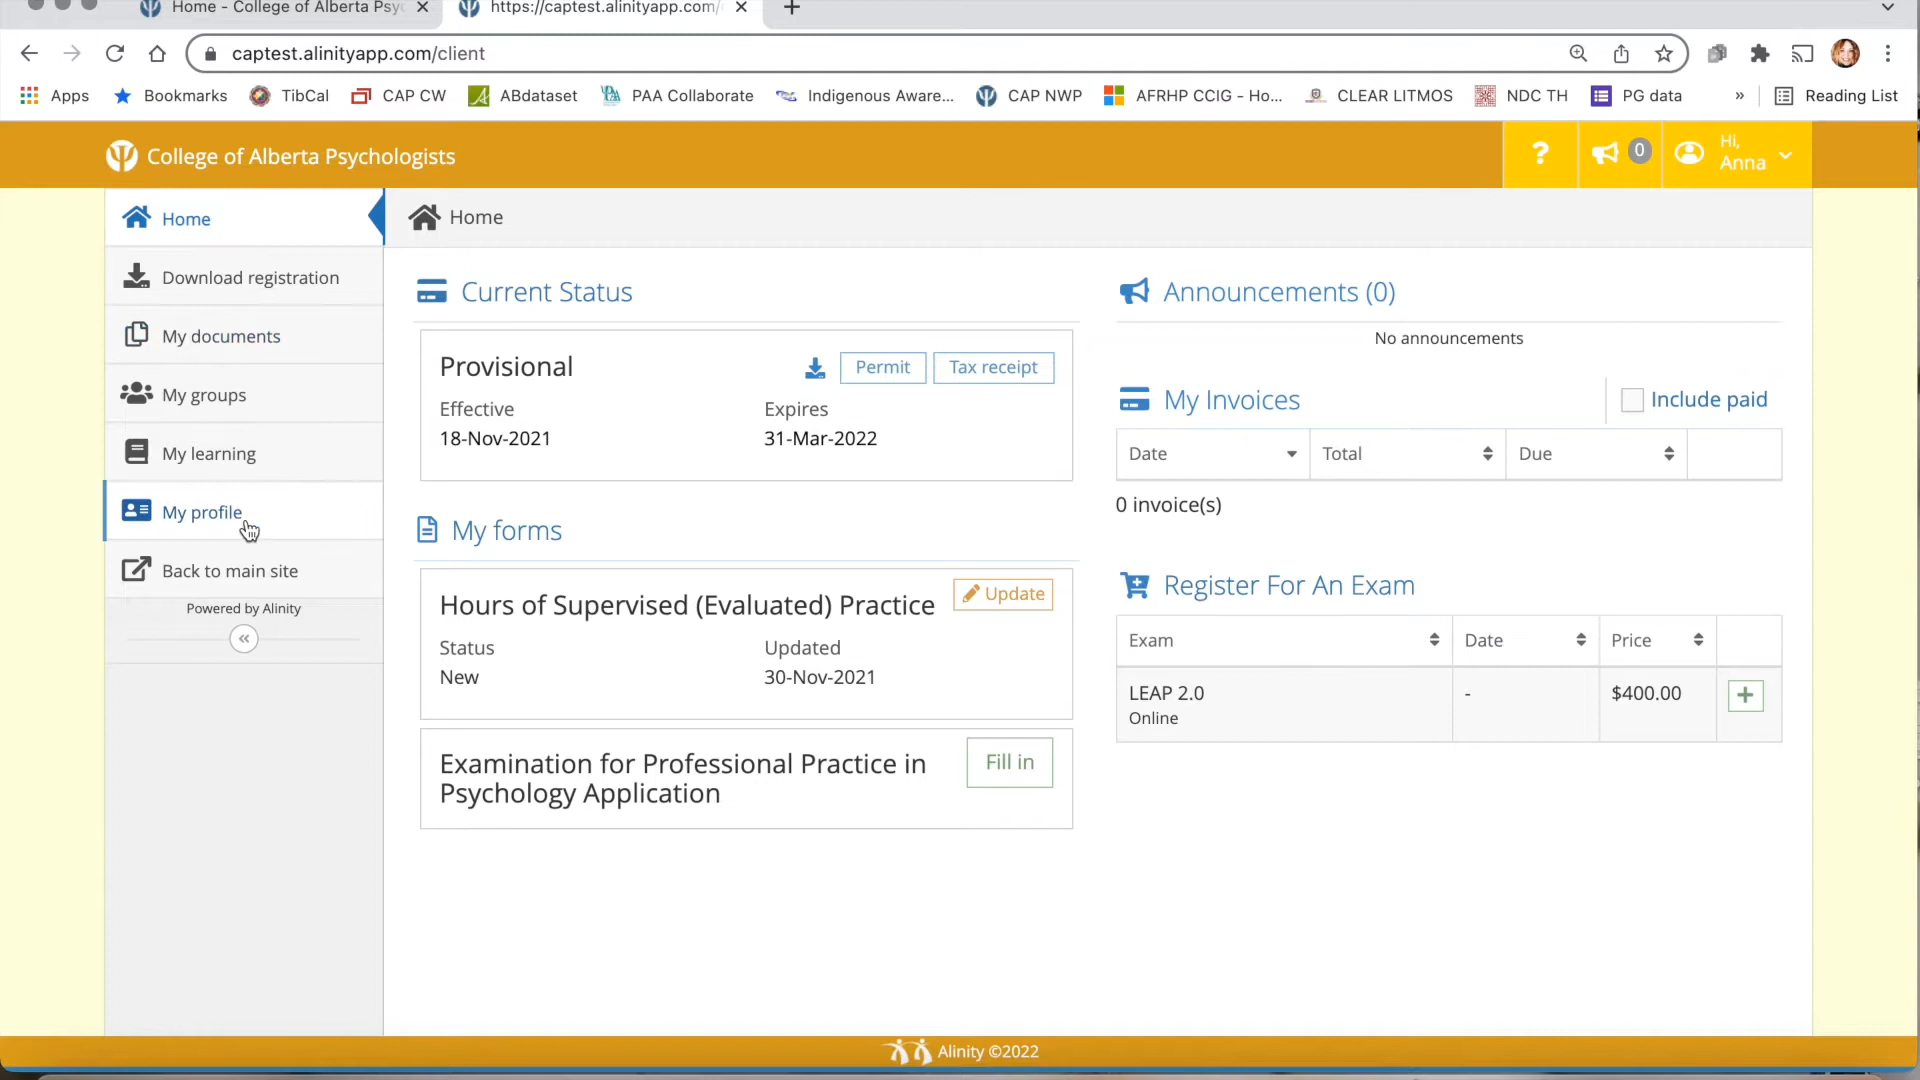 Home - College of Alberta Psyc
https://captest.alinityapp.com/
captest.alinityapp.com/client
Apps
Bookmarks
TibCal
CAP CW
ABdataset
PAA Collaborate
Indigenous Aware...
CAP NWP
AFRHP CCIG - Ho...
CLEAR LITMOS
NDC TH
PG data
»
Reading List
College of Alberta Psychologists
?
0
Hi,
Anna
Home
Download registration
My documents
My groups
My learning
My profile
Back to main site
Powered by Alinity
«
Home
Current Status
Provisional
Permit
Tax receipt
Effective
Expires
18-Nov-2021
31-Mar-2022
My forms
Hours of Supervised (Evaluated) Practice
Update
Status
Updated
New
30-Nov-2021
Examination for Professional Practice in
Psychology Application
Fill in
Announcements (0)
No announcements
My Invoices
Include paid
Date
Total
Due
0 invoice(s)
Register For An Exam
Exam
Date
Price
LEAP 2.0
-
$400.00
+
Online
Alinity ©2022